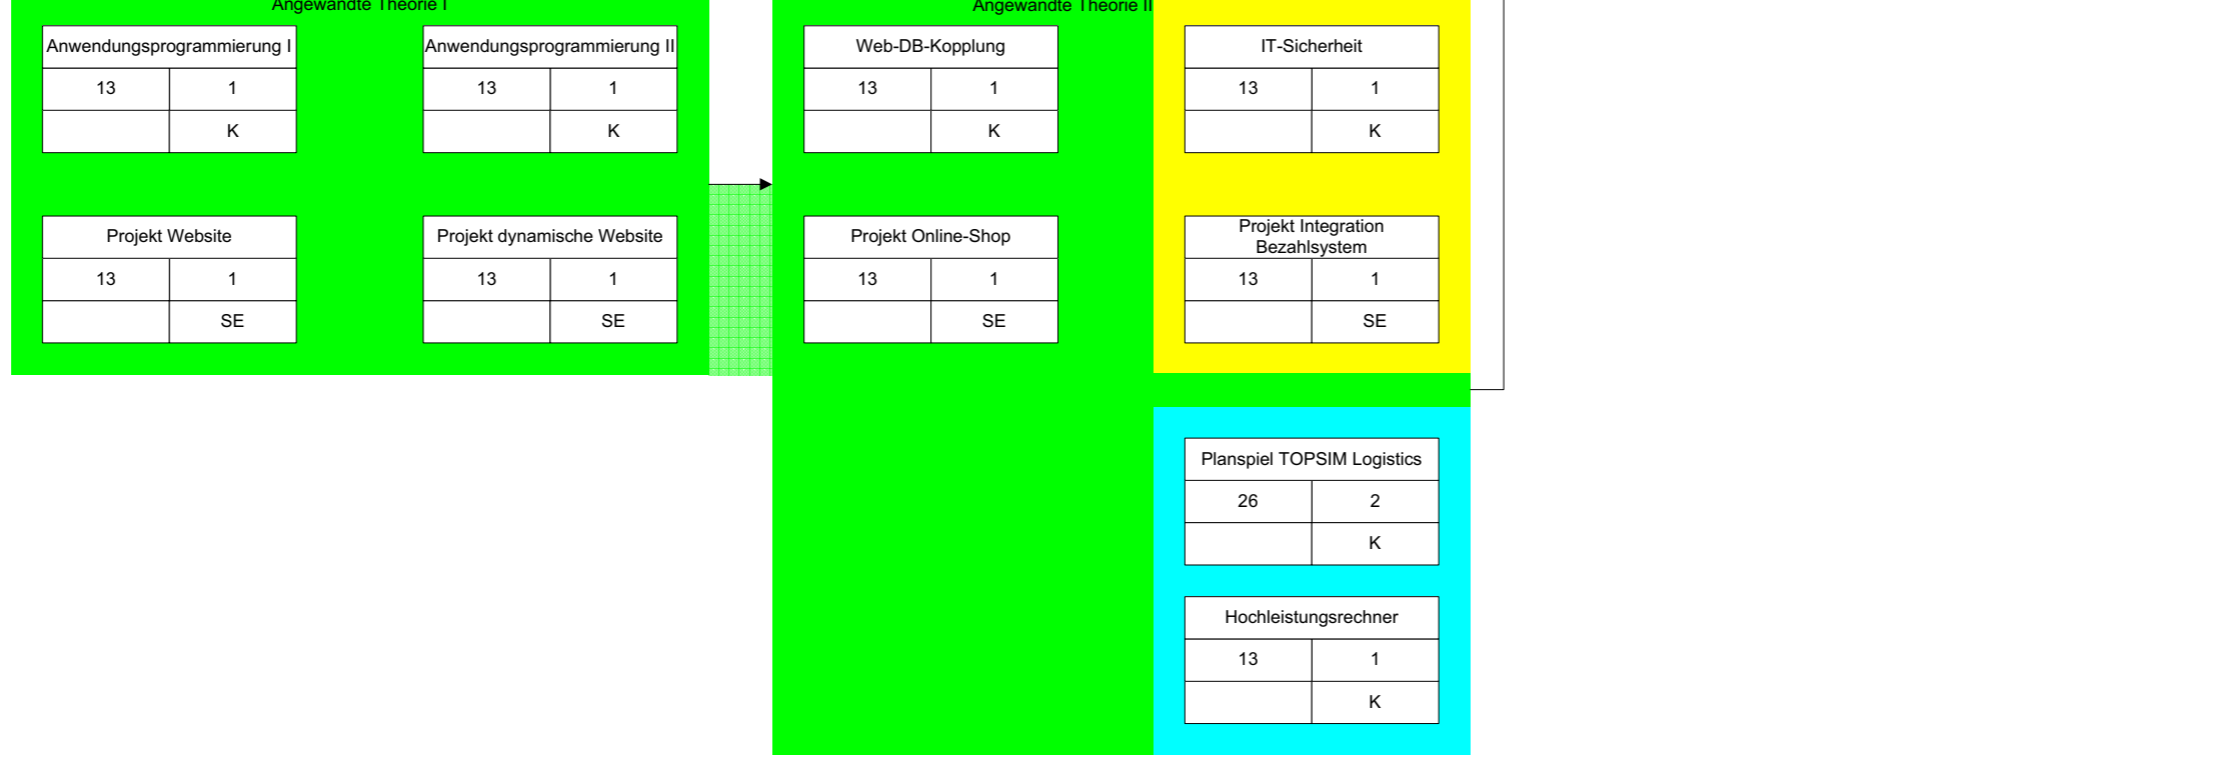 Angewandte Theorie I
Angewandte Theorie II
Anwendungsprogrammierung I
13 1
K
Anwendungsprogrammierung II
13 1
K
Web-DB-Kopplung
13 1
K
IT-Sicherheit
13 1
K
Projekt Website
13 1
SE
Projekt dynamische Website
13 1
SE
Projekt Online-Shop
13 1
SE
Projekt Integration
Bezahlsystem
13 1
SE
Planspiel TOPSIM Logistics
26 2
K
Hochleistungsrechner
13 1
K